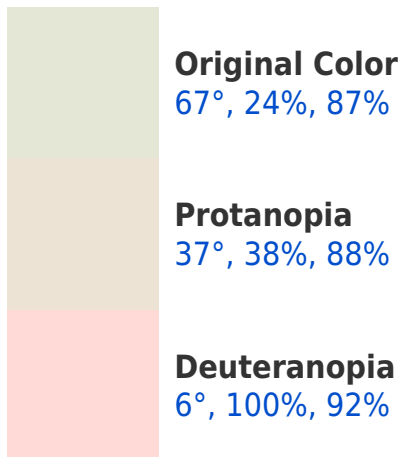 Original Color
67°, 24%, 87%
Protanopia
37°, 38%, 88%
Deuteranopia
6°, 100%, 92%